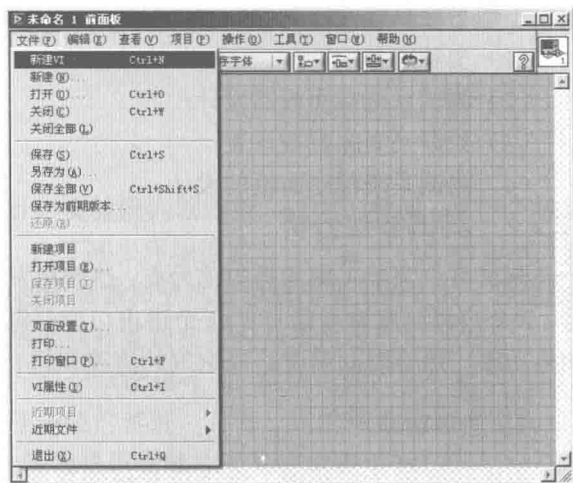 未命名 1 前面板
文件(F) 编辑(E) 查看(V) 项目(P) 操作(O) 工具(T) 窗口(W) 帮助(H)
序字体
新建VI Ctrl+N
新建(N)...
打开(O)... Ctrl+O
关闭(C) Ctrl+W
关闭全部(L)
保存(S) Ctrl+S
另存为(A)...
保存全部(V) Ctrl+Shift+S
保存为前期版本...
还原(R)...
新建项目
打开项目(E)...
保存项目(J)
关闭项目
页面设置(T)...
打印...
打印窗口(P)... Ctrl+P
VI属性(I) Ctrl+I
近期项目
近期文件
退出(X) Ctrl+Q